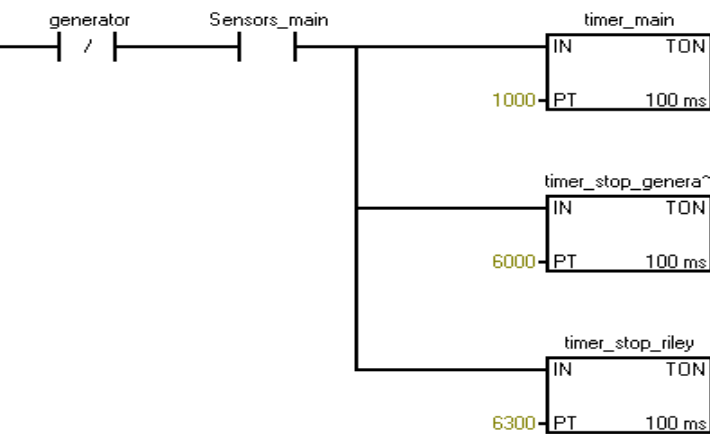 generator Sensors_main timer_main
/ IN TON
1000 PT 100 ms
timer_stop_genera~
IN TON
6000 PT 100 ms
timer_stop_riley
IN TON
6300 PT 100 ms